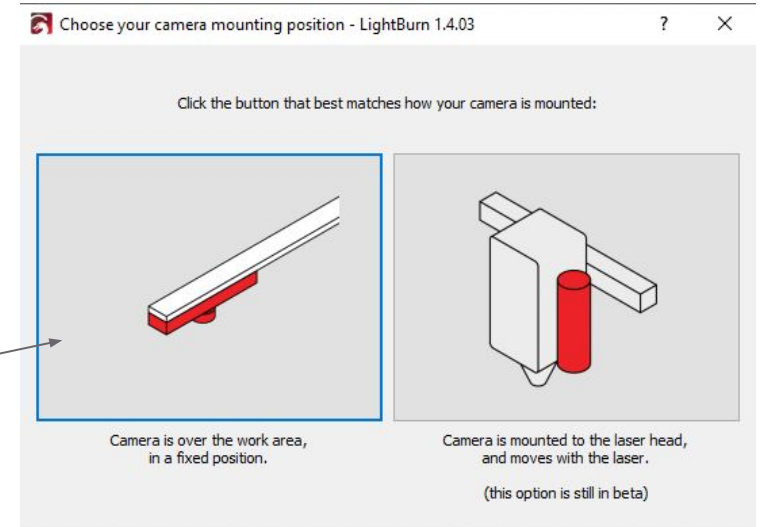 Choose your camera mounting position - LightBurn 1.4.03
?
Click the button that best matches how your camera is mounted:
Camera is over the work area,
in a fixed position.
Camera is mounted to the laser head,
and moves with the laser.
(this option is still in beta)